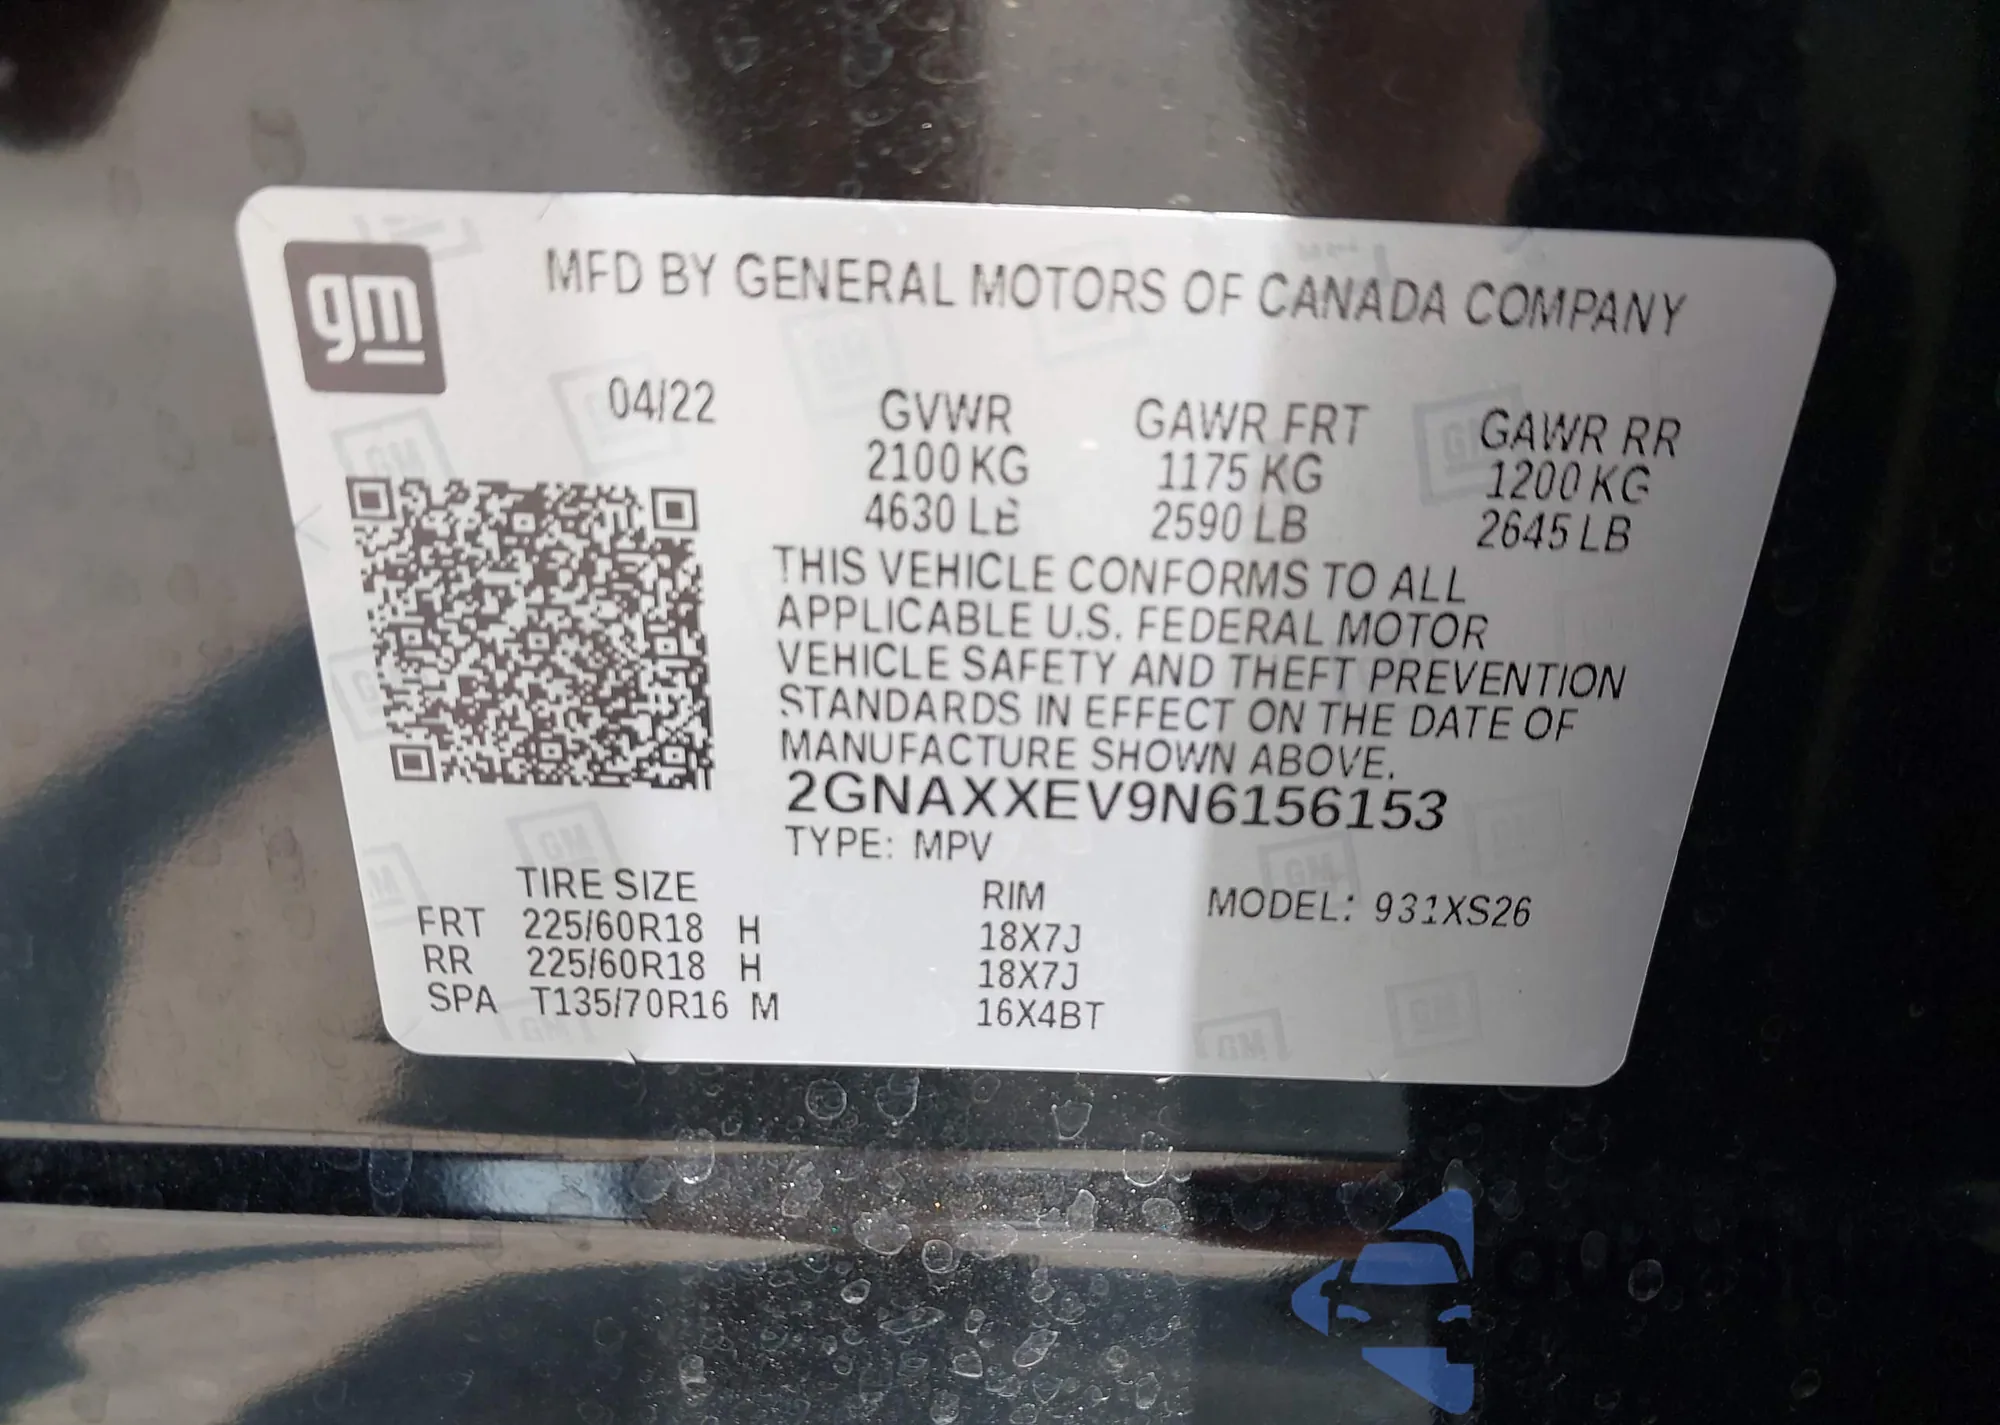 gm
MFD BY GENERAL MOTORS OF CANADA COMPANY
04/22 GVWR GAWR FRT GAWR RR
2100 KG 1175 KG 1200 KG
4630 LB 2590 LB 2645 LB
THIS VEHICLE CONFORMS TO ALL
APPLICABLE U.S. FEDERAL MOTOR
VEHICLE SAFETY AND THEFT PREVENTION
STANDARDS IN EFFECT ON THE DATE OF
MANUFACTURE SHOWN ABOVE.
2GNAXXEV9N6156153
TYPE: MPV
TIRE SIZE RIM MODEL: 931XS26
FRT 225/60R18 H 18X7J
RR 225/60R18 H 18X7J
SPA T135/70R16 M 16X4BT